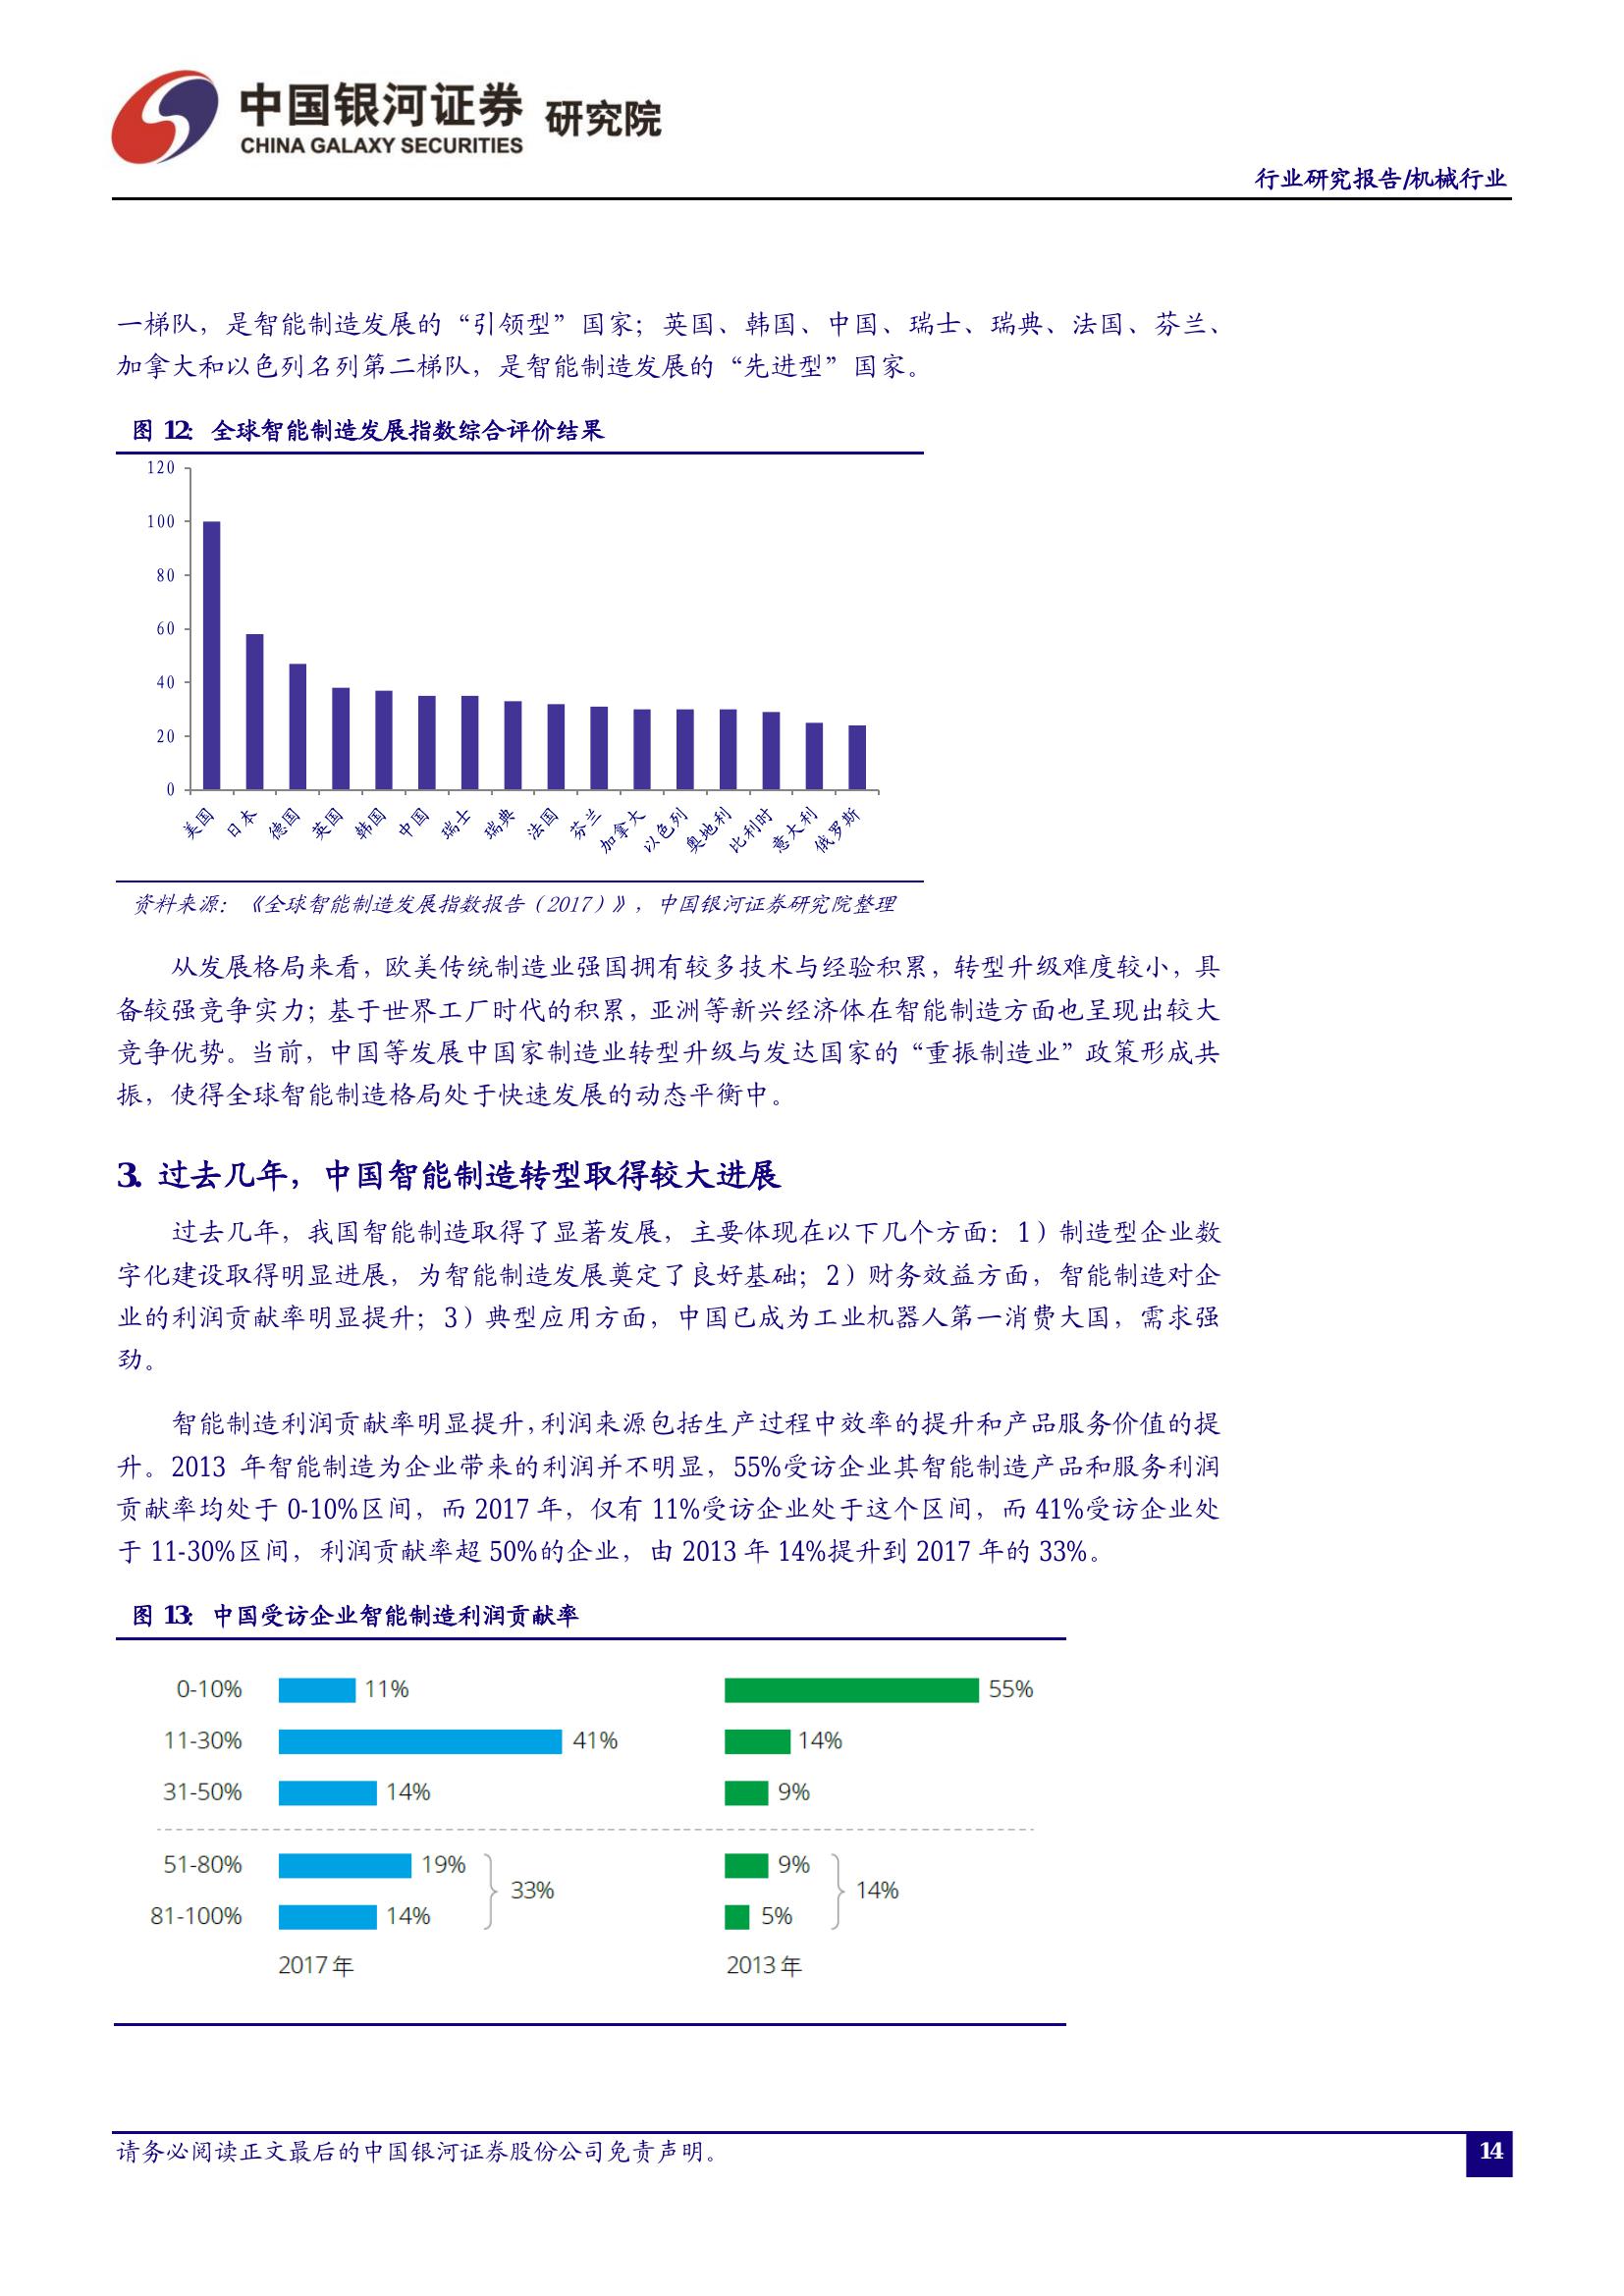 中国银河证券 研究院
CHINA GALAXY SECURITIES
行业研究报告/机械行业
一梯队，是智能制造发展的“引领型”国家；英国、韩国、中国、瑞士、瑞典、法国、芬兰、
加拿大和以色列名列第二梯队，是智能制造发展的“先进型”国家。
图 12: 全球智能制造发展指数综合评价结果
120
100
80
60
40
20
0
美国 日本 德国 英国 韩国 中国 瑞士 瑞典 法国 芬兰 加拿大 以色列 奥地利 比利时 意大利 俄罗斯
资料来源：《全球智能制造发展指数报告（2017）》，中国银河证券研究院整理
从发展格局来看，欧美传统制造业强国拥有较多技术与经验积累，转型升级难度较小，具
备较强竞争实力；基于世界工厂时代的积累，亚洲等新兴经济体在智能制造方面也呈现出较大
竞争优势。当前，中国等发展中国家制造业转型升级与发达国家的“重振制造业”政策形成共
振，使得全球智能制造格局处于快速发展的动态平衡中。
3. 过去几年，中国智能制造转型取得较大进展
过去几年，我国智能制造取得了显著发展，主要体现在以下几个方面：1）制造型企业数
字化建设取得明显进展，为智能制造发展奠定了良好基础；2）财务效益方面，智能制造对企
业的利润贡献率明显提升；3）典型应用方面，中国已成为工业机器人第一消费大国，需求强
劲。
智能制造利润贡献率明显提升，利润来源包括生产过程中效率的提升和产品服务价值的提
升。2013 年智能制造为企业带来的利润并不明显，55%受访企业其智能制造产品和服务利润
贡献率均处于 0-10%区间，而 2017 年，仅有 11%受访企业处于这个区间，而 41%受访企业处
于 11-30%区间，利润贡献率超 50%的企业，由 2013 年 14%提升到 2017 年的 33%。
图 13: 中国受访企业智能制造利润贡献率
0-10% 11% 55%
11-30% 41% 14%
31-50% 14% 9%
51-80% 19% 9%
33% 14%
81-100% 14% 5%
2017 年 2013 年
请务必阅读正文最后的中国银河证券股份公司免责声明。
14